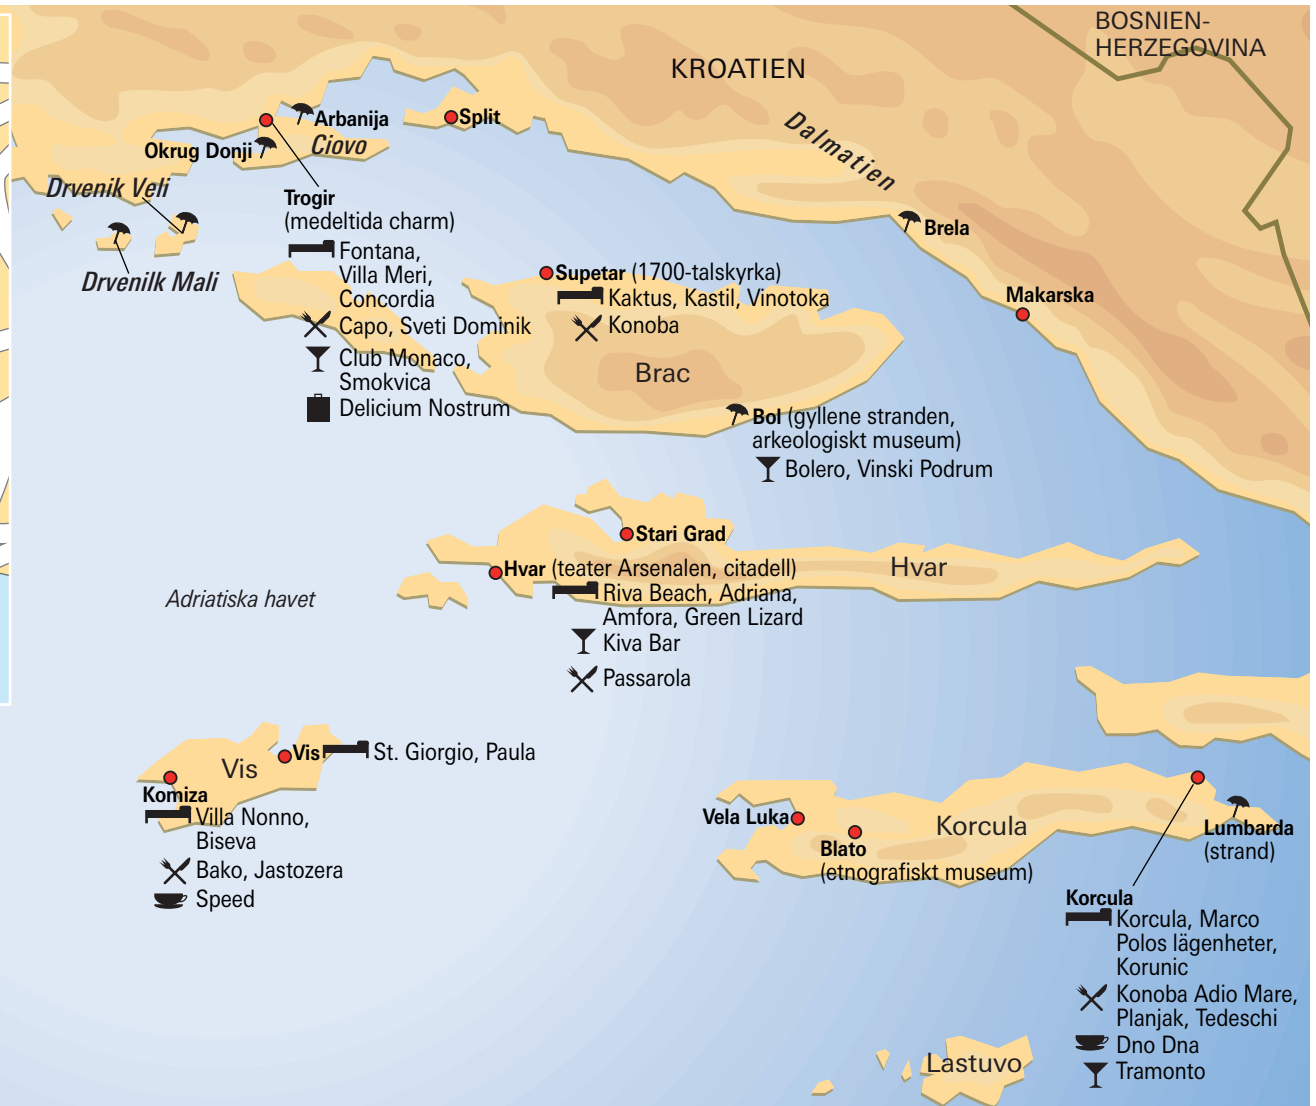 BOSNIEN-
HERZEGOVINA
KROATIEN
Dalmatien
Arbanija
Split
Ciovo
Okrug Donji
Drvenik Veli
Drvenilk Mali
Trogir
(medeltida charm)
Fontana,
Villa Meri,
Concordia
Capo, Sveti Dominik
Club Monaco,
Smokvica
Delicium Nostrum
Brela
Makarska
Supetar (1700-talskyrka)
Kaktus, Kastil, Vinotoka
Konoba
Brac
Bol (gyllene stranden,
arkeologiskt museum)
Bolero, Vinski Podrum
Stari Grad
Hvar (teater Arsenalen, citadell)
Riva Beach, Adriana,
Amfora, Green Lizard
Kiva Bar
Passarola
Hvar
Adriatiska havet
Vis
Vis
St. Giorgio, Paula
Komiza
Villa Nonno,
Biseva
Bako, Jastozera
Speed
Vela Luka
Blato
(etnografiskt museum)
Korcula
Lumbarda
(strand)
Korcula
Korcula, Marco
Polos lägenheter,
Korunic
Konoba Adio Mare,
Planjak, Tedeschi
Dno Dna
Tramonto
Lastuvo